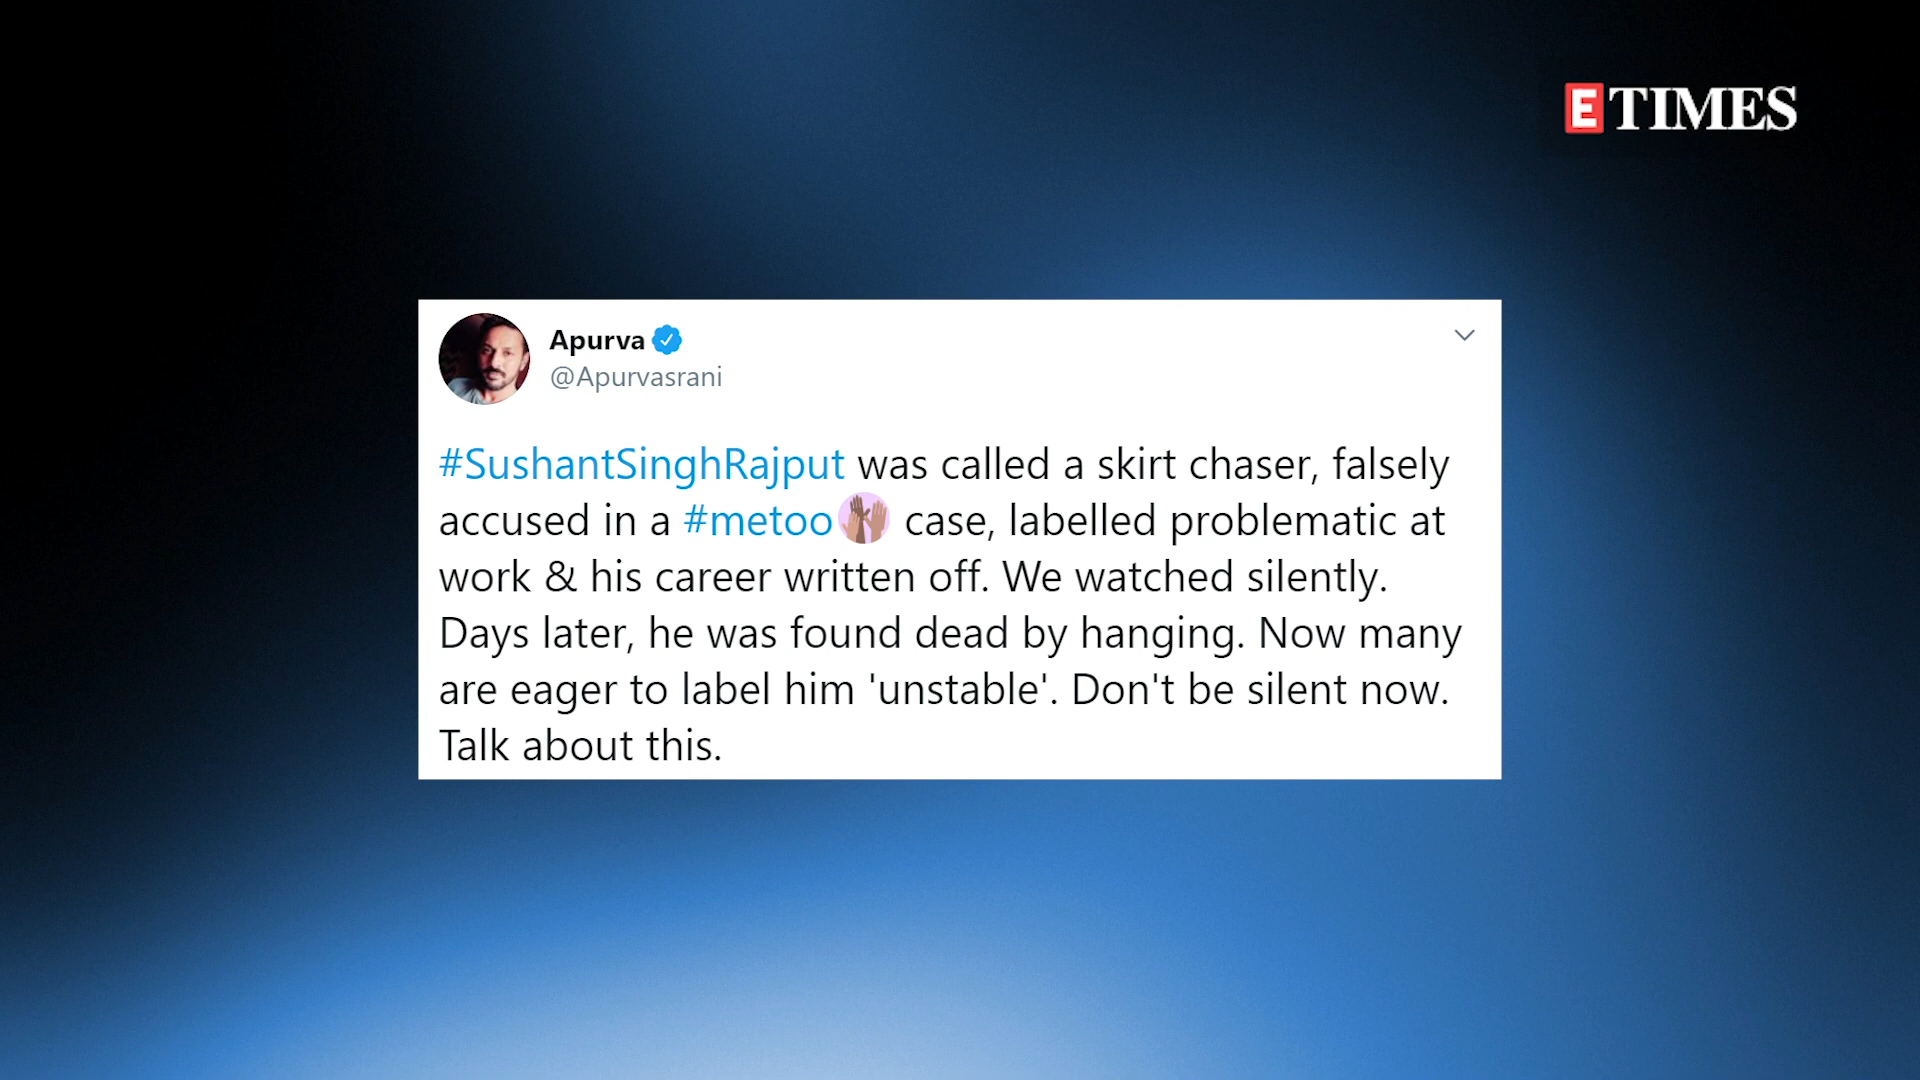 ETIMES
Apurva
@Apurvasrani
#SushantSinghRajput was called a skirt chaser, falsely
accused in a #metoo case, labelled problematic at
work & his career written off. We watched silently.
Days later, he was found dead by hanging. Now many
are eager to label him 'unstable'. Don't be silent now.
Talk about this.